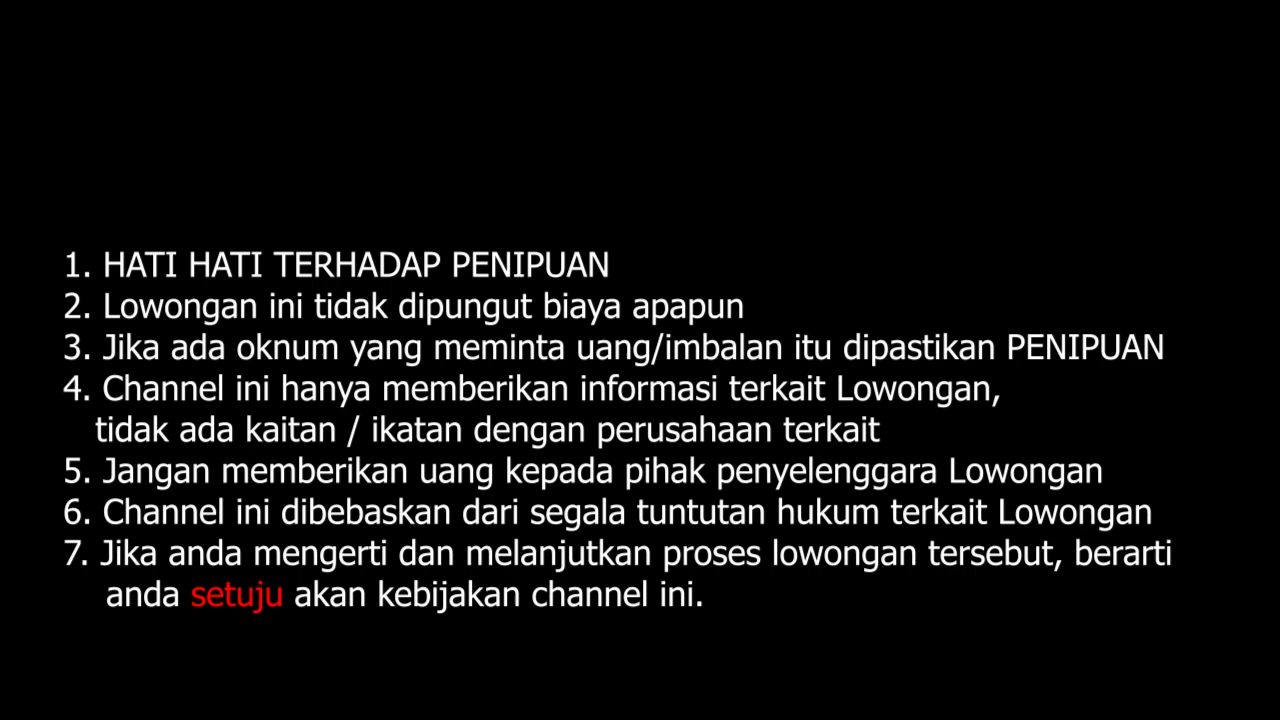 1. HATI HATI TERHADAP PENIPUAN
2. Lowongan ini tidak dipungut biaya apapun
3. Jika ada oknum yang meminta uang/imbalan itu dipastikan PENIPUAN
4. Channel ini hanya memberikan informasi terkait Lowongan,
tidak ada kaitan / ikatan dengan perusahaan terkait
5. Jangan memberikan uang kepada pihak penyelenggara Lowongan
6. Channel ini dibebaskan dari segala tuntutan hukum terkait Lowongan
7. Jika anda mengerti dan melanjutkan proses lowongan tersebut, berarti
anda setuju akan kebijakan channel ini.